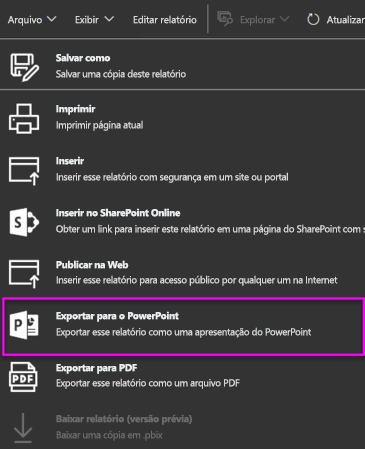 Arquivo Exibir Editar relatório Explorar Atualizar
Salvar como
Salvar uma cópia deste relatório
Imprimir
Imprimir página atual
Inserir
Inserir esse relatório com segurança em um site ou portal
S
Inserir no SharePoint Online
Obter um link para inserir este relatório em uma página do SharePoint com s
Publicar na Web
Inserir este relatório para acesso público por qualquer um na Internet
P
Exportar para o PowerPoint
Exportar esse relatório como uma apresentação do PowerPoint
PDF
Exportar para PDF
Exportar esse relatório como um arquivo PDF
Baixar relatório (versão prévia)
Baixar uma cópia em .pbix